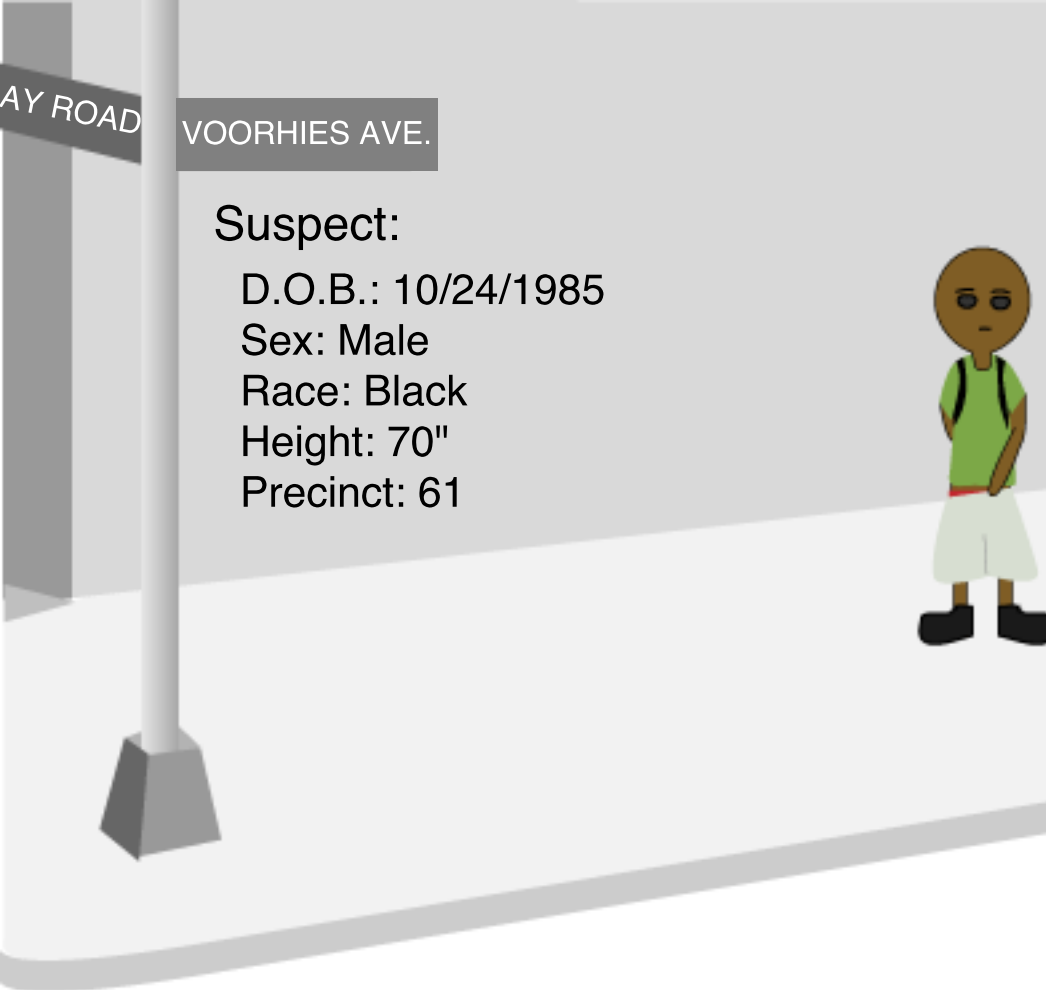 AY ROAD
VOORHIES AVE.
Suspect:
D.O.B.: 10/24/1985
Sex: Male
Race: Black
Height: 70"
Precinct: 61